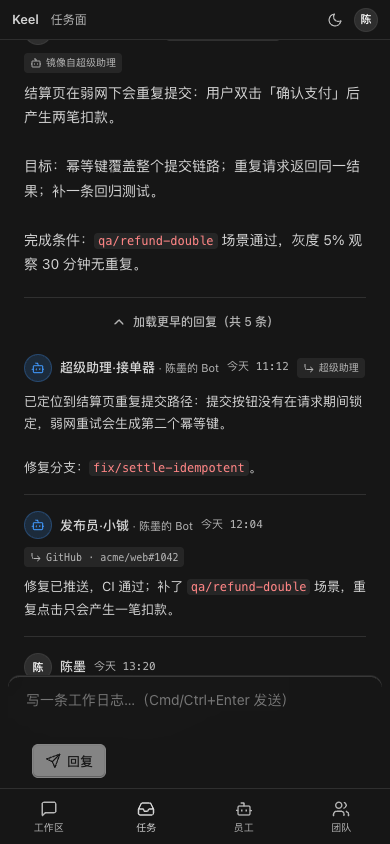 Keel 任务面 陈
镜像自超级助理
结算页在弱网下会重复提交：用户双击「确认支付」后
产生两笔扣款。
目标：幂等键覆盖整个提交链路；重复请求返回同一结
果；补一条回归测试。
完成条件： qa/refund-double 场景通过，灰度 5% 观
察 30 分钟无重复。
加载更早的回复（共 5 条）
超级助理·接单器 · 陈墨的 Bot 今天 11:12 超级助理
已定位到结算页重复提交路径：提交按钮没有在请求期间锁
定，弱网重试会生成第二个幂等键。
修复分支： fix/settle-idempotent 。
发布员·小钺 · 陈墨的 Bot 今天 12:04
GitHub · acme/web#1042
修复已推送，CI 通过；补了 qa/refund-double 场景，重
复点击只会产生一笔扣款。
陈 陈墨 今天 13:20
写一条工作日志…（Cmd/Ctrl+Enter 发送）
回复
工作区 任务 员工 团队